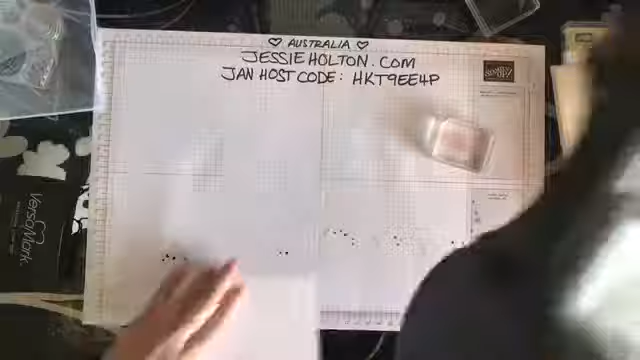 ♡ AUSTRALIA ♡
JESSIEHOLTON.COM
JAN HOST CODE: HKT9EE4P
VersaMark